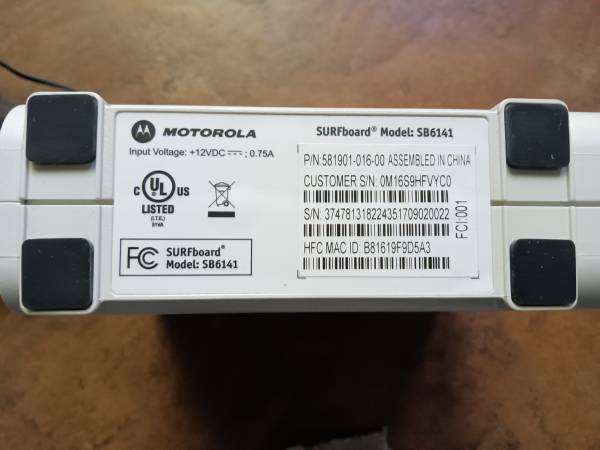 MOTOROLA
Input Voltage: +12VDC ⎓ ; 0.75A
C UL US
LISTED
(I.T.E.)
91VA
FC SURFboard®
Model: SB6141
SURFboard® Model: SB6141
P/N:581901-016-00 ASSEMBLED IN CHINA
CUSTOMER S/N: 0M16S9HFVYC0
S/N: 374781318224351709020022
HFC MAC ID: B81619F9D5A3
FCI:001